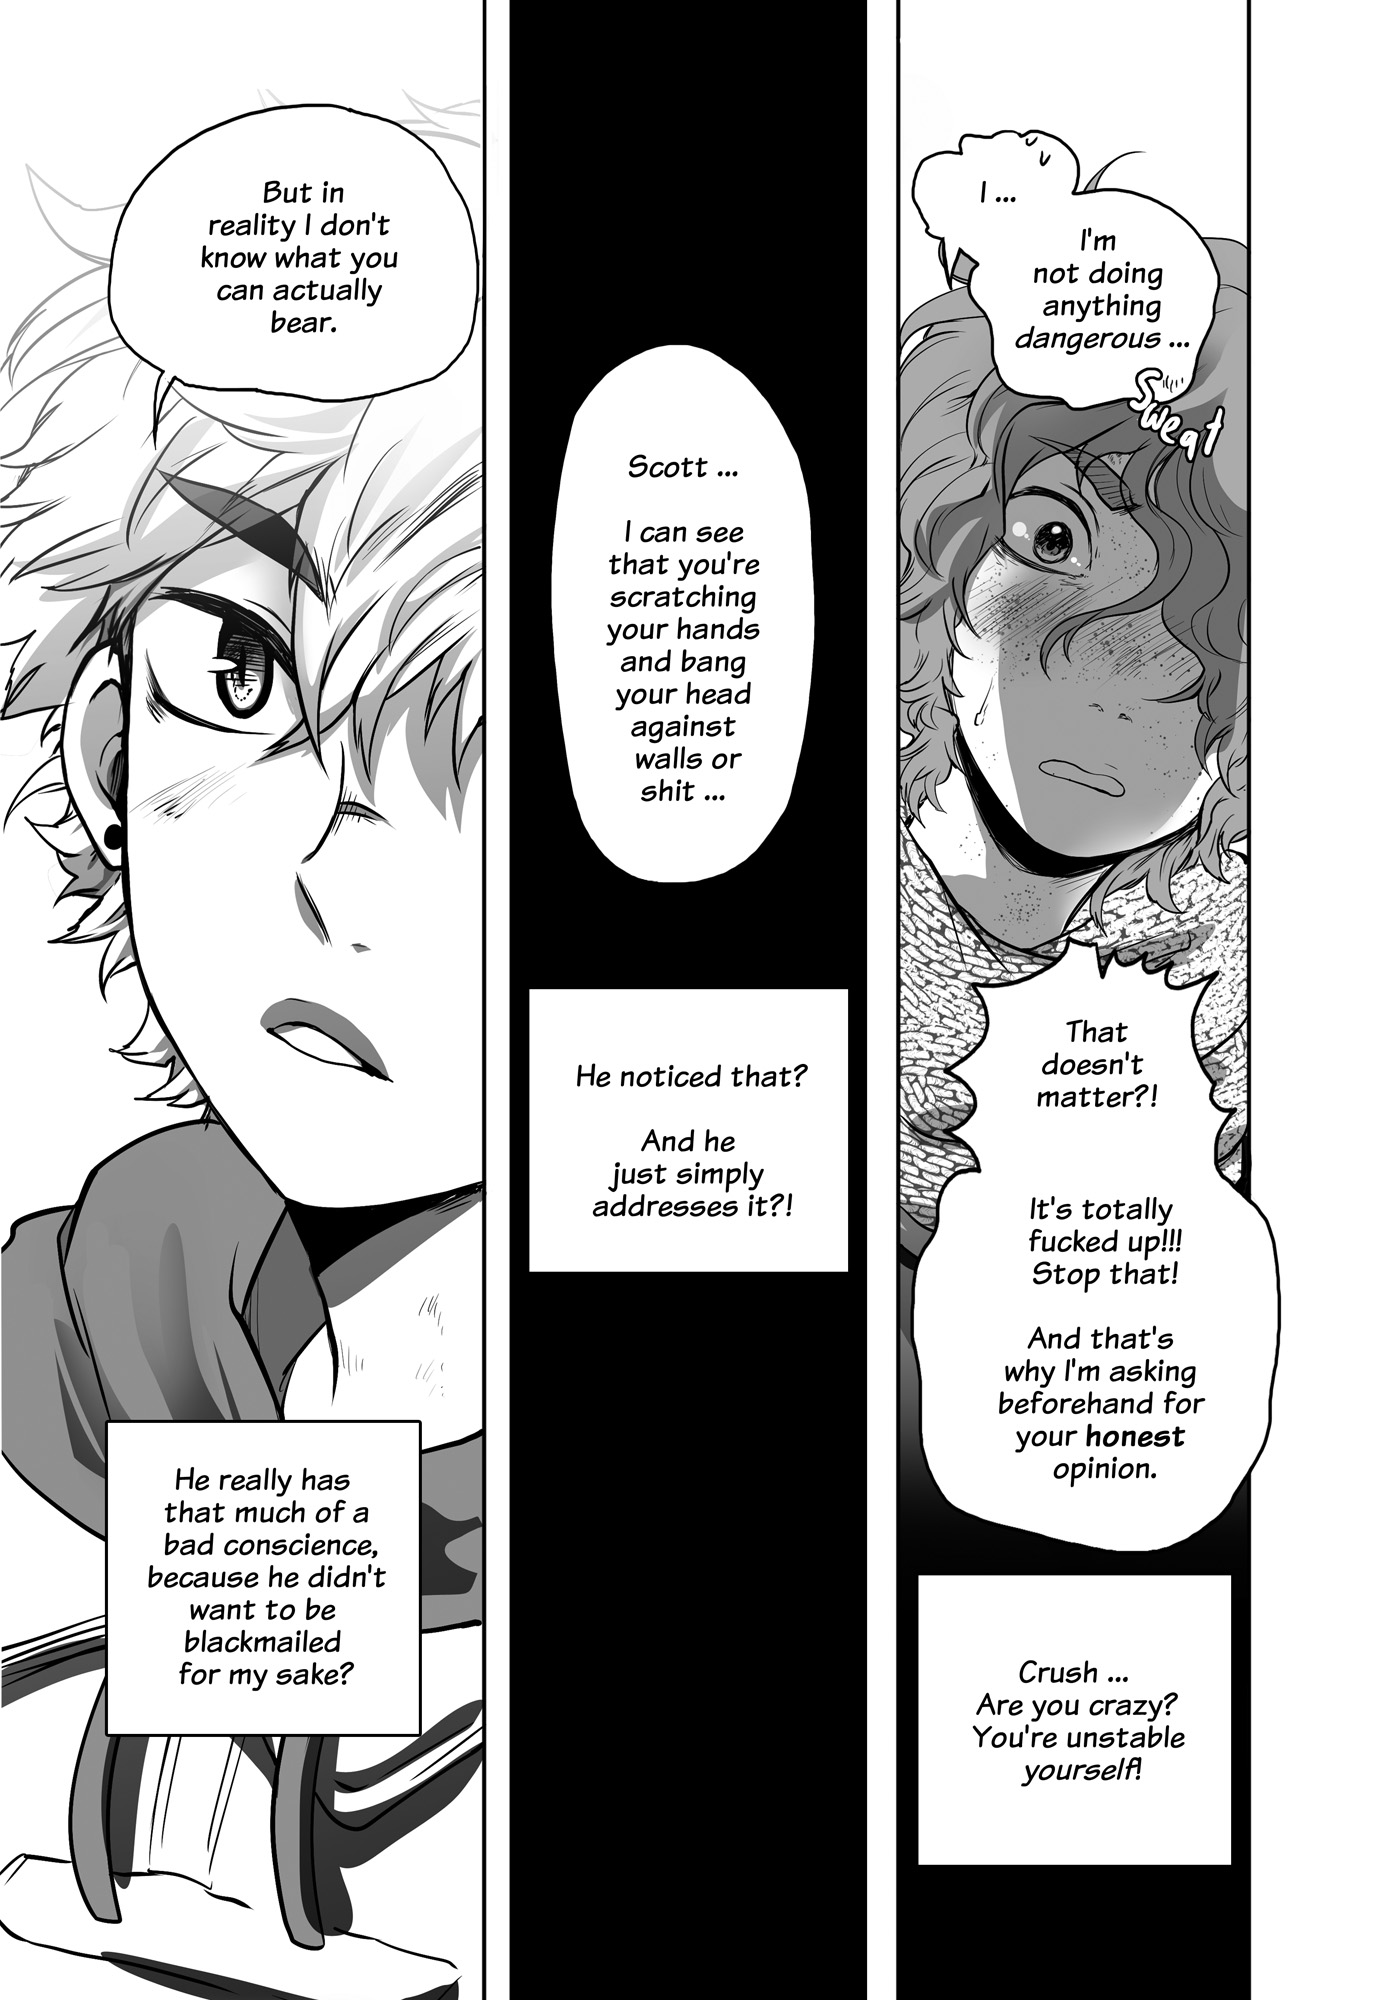 But in
reality I don't
know what you
can actually
bear.
He really has
that much of a
bad conscience,
because he didn't
want to be
blackmailed
for my sake?
Scott ...
I can see
that you're
scratching
your hands
and bang
your head
against
walls or
shit ...
He noticed that?
And he
just simply
addresses it?!
I ...
I'm
not doing
anything
dangerous ...
Sweat
That
doesn't
matter?!
It's totally
fucked up!!!
Stop that!
And that's
why I'm asking
beforehand for
your honest
opinion.
Crush ...
Are you crazy?
You're unstable
yourself!